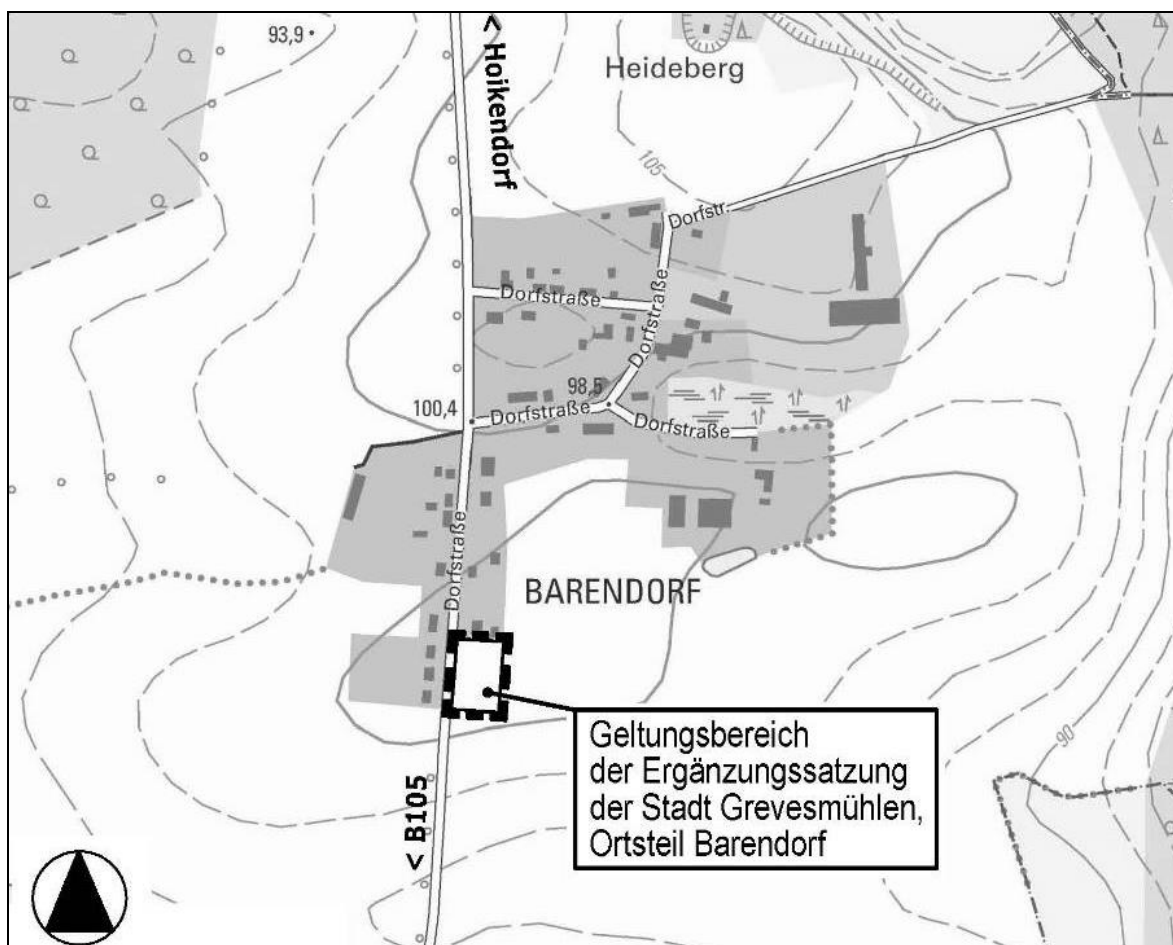 93,9
< Hoikendorf
Heideberg
105
Dorfstr.
Dorfstraße
Dorfstraße
Dorfstraße
98,5
100,4
Dorfstraße
Dorfstraße
Dorfstraße
BARENDORF
90
Geltungsbereich
der Ergänzungssatzung
der Stadt Grevesmühlen,
Ortsteil Barendorf
< B105